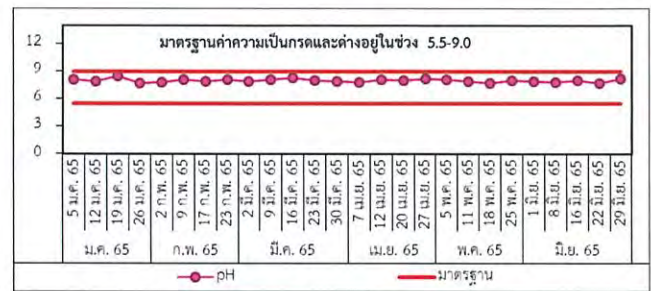 มาตรฐานค่าความเป็นกรดและด่างอยู่ในช่วง 5.5-9.0
12
9
6
3
0
5 ม.ค. 65
12 ม.ค. 65
19 ม.ค. 65
26 ม.ค. 65
2 ก.พ. 65
9 ก.พ. 65
17 ก.พ. 65
23 ก.พ. 65
2 มี.ค. 65
9 มี.ค. 65
16 มี.ค. 65
23 มี.ค. 65
30 มี.ค. 65
7 เม.ย. 65
12 เม.ย. 65
20 เม.ย. 65
27 เม.ย. 65
5 พ.ค. 65
11 พ.ค. 65
18 พ.ค. 65
25 พ.ค. 65
1 มิ.ย. 65
8 มิ.ย. 65
16 มิ.ย. 65
22 มิ.ย. 65
29 มิ.ย. 65
ม.ค. 65 ก.พ. 65 มี.ค. 65 เม.ย. 65 พ.ค. 65 มิ.ย. 65
pH มาตรฐาน